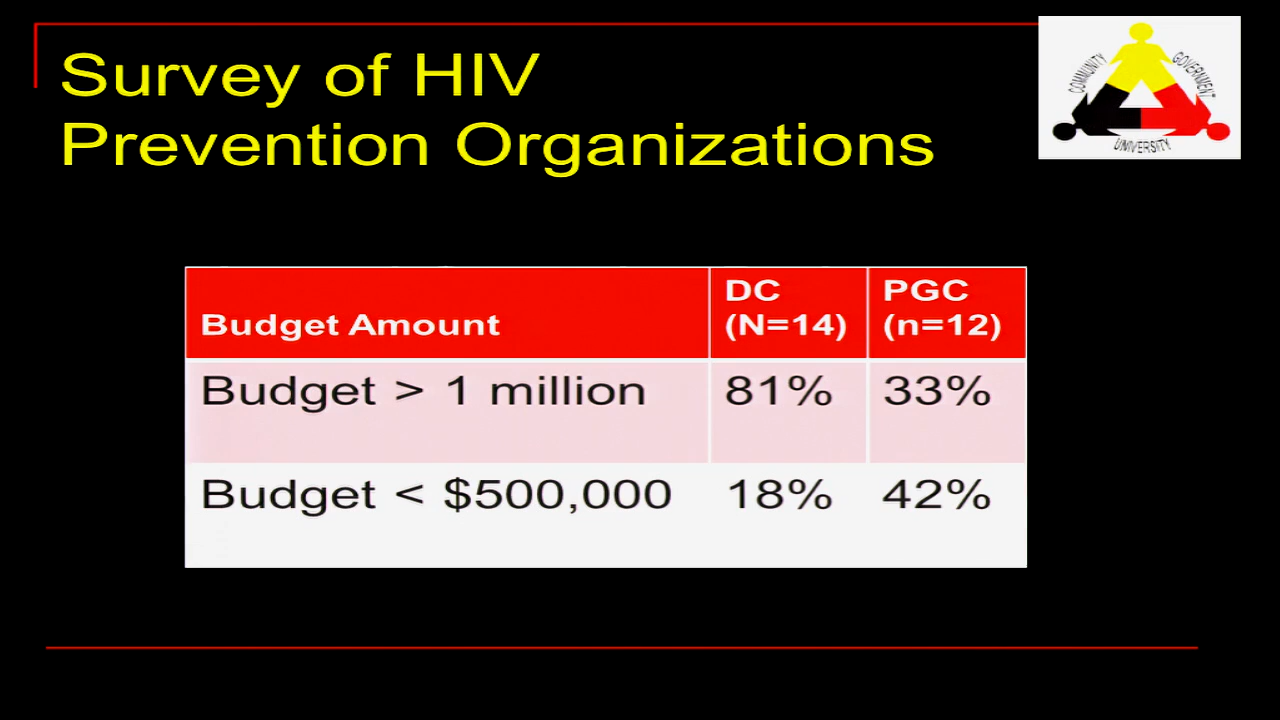 Survey of HIV
Prevention Organizations
COMMUNITY
GOVERNMENT
UNIVERSITY
Budget Amount DC (N=14) PGC (n=12)
Budget > 1 million 81% 33%
Budget < $500,000 18% 42%